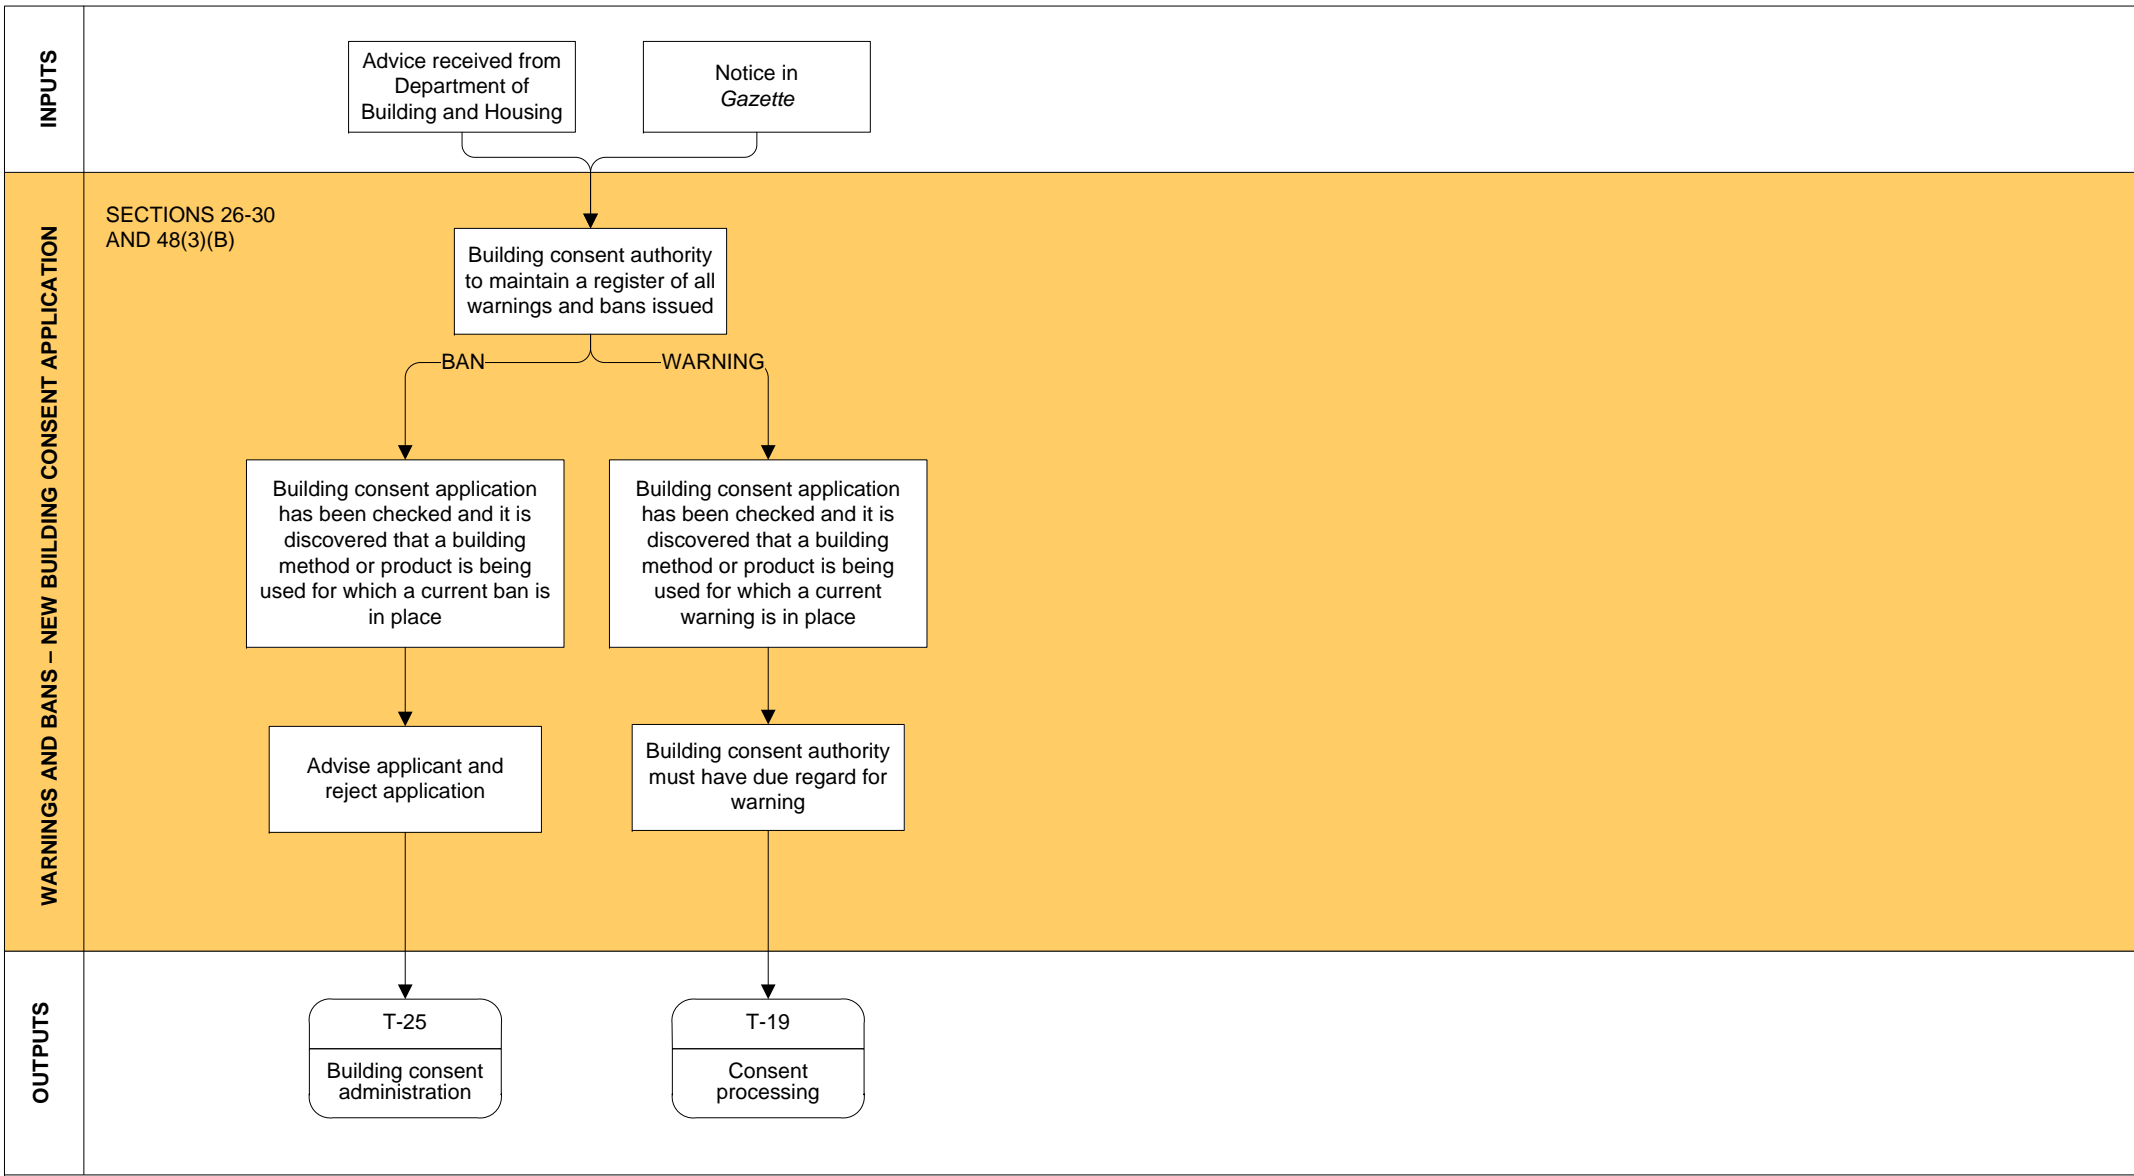 INPUTS
Advice received from
Department of
Building and Housing
Notice in
Gazette
WARNINGS AND BANS – NEW BUILDING CONSENT APPLICATION
SECTIONS 26-30
AND 48(3)(B)
Building consent authority
to maintain a register of all
warnings and bans issued
BAN
WARNING
Building consent application
has been checked and it is
discovered that a building
method or product is being
used for which a current ban is
in place
Building consent application
has been checked and it is
discovered that a building
method or product is being
used for which a current
warning is in place
Advise applicant and
reject application
Building consent authority
must have due regard for
warning
OUTPUTS
T-25
Building consent
administration
T-19
Consent
processing